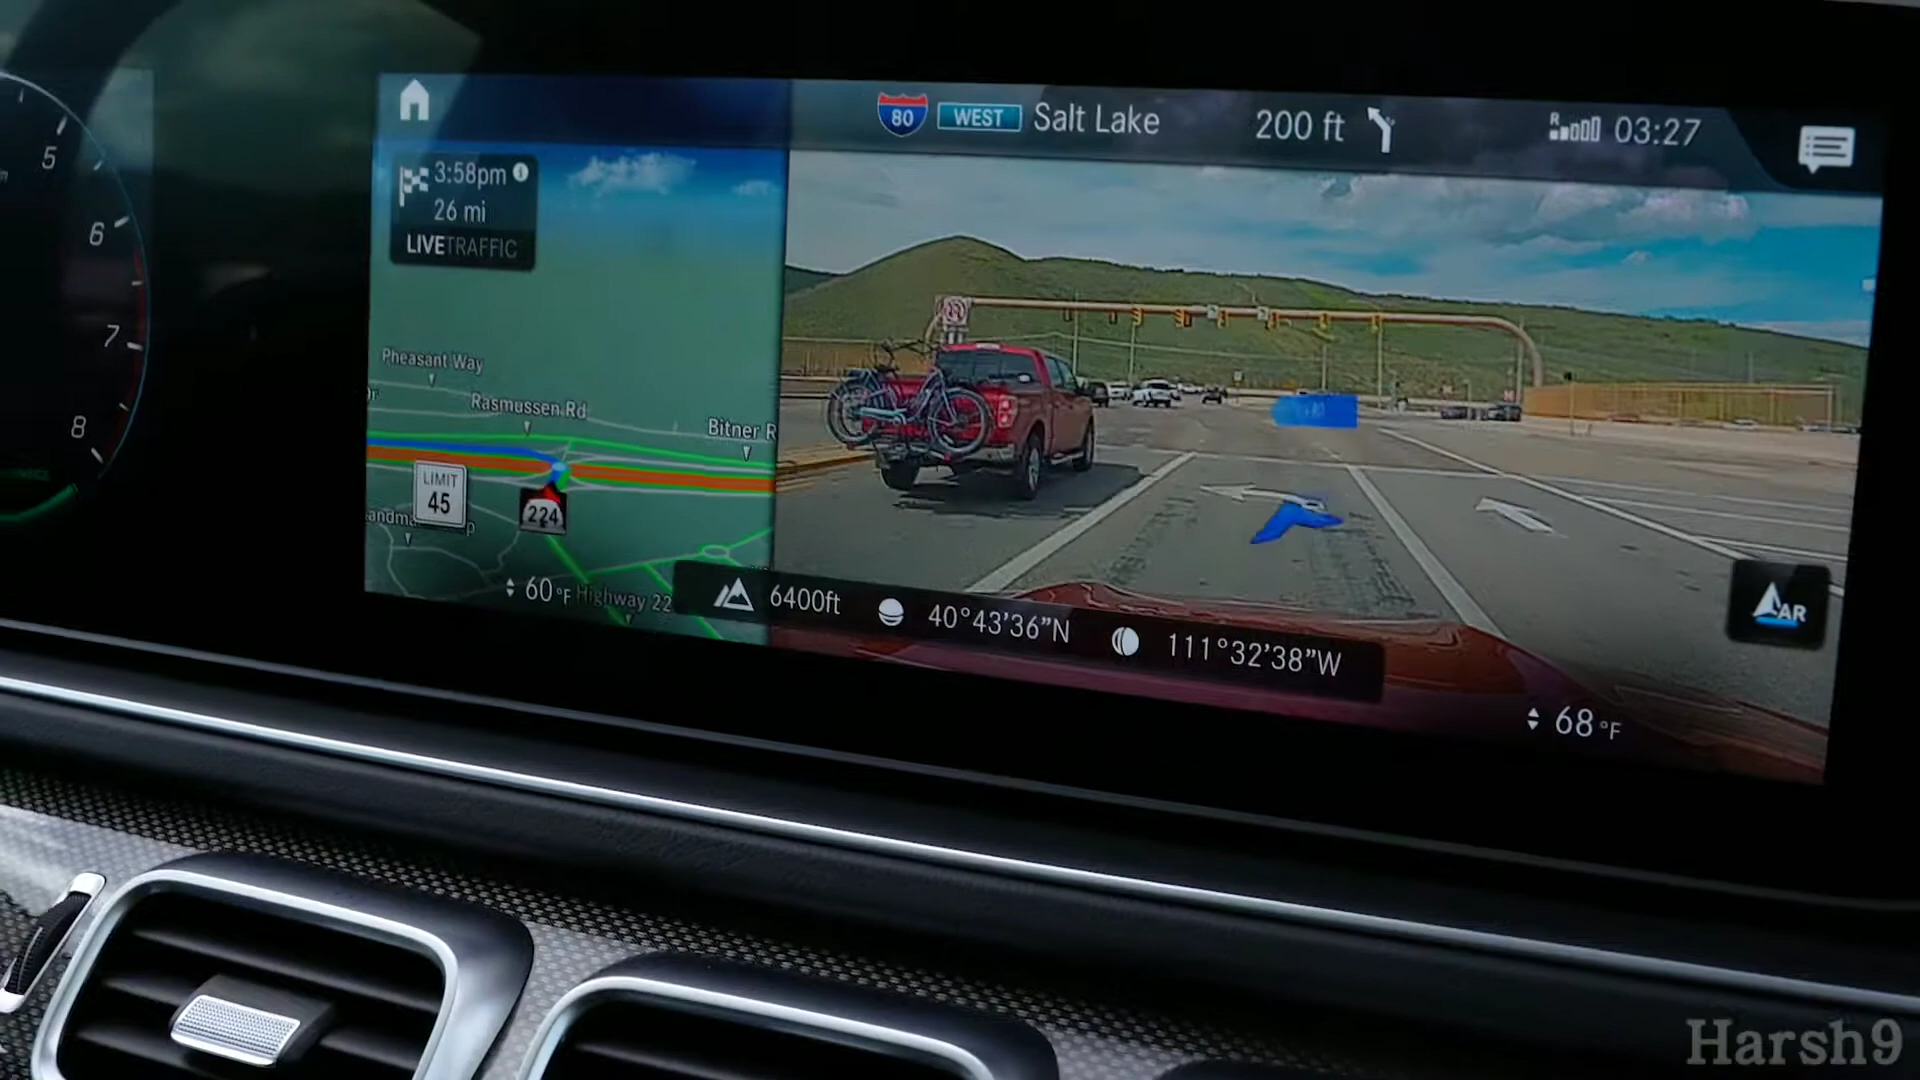 5
6
7
8
3:58pm
26 mi
LIVETRAFFIC
80 WEST Salt Lake 200 ft
R 03:27
Pheasant Way
Rasmussen Rd
Bitner R
LIMIT
45
224
60°F
Highway 22
6400ft 40°43'36"N 111°32'38"W
AR
68°F
Harsh9